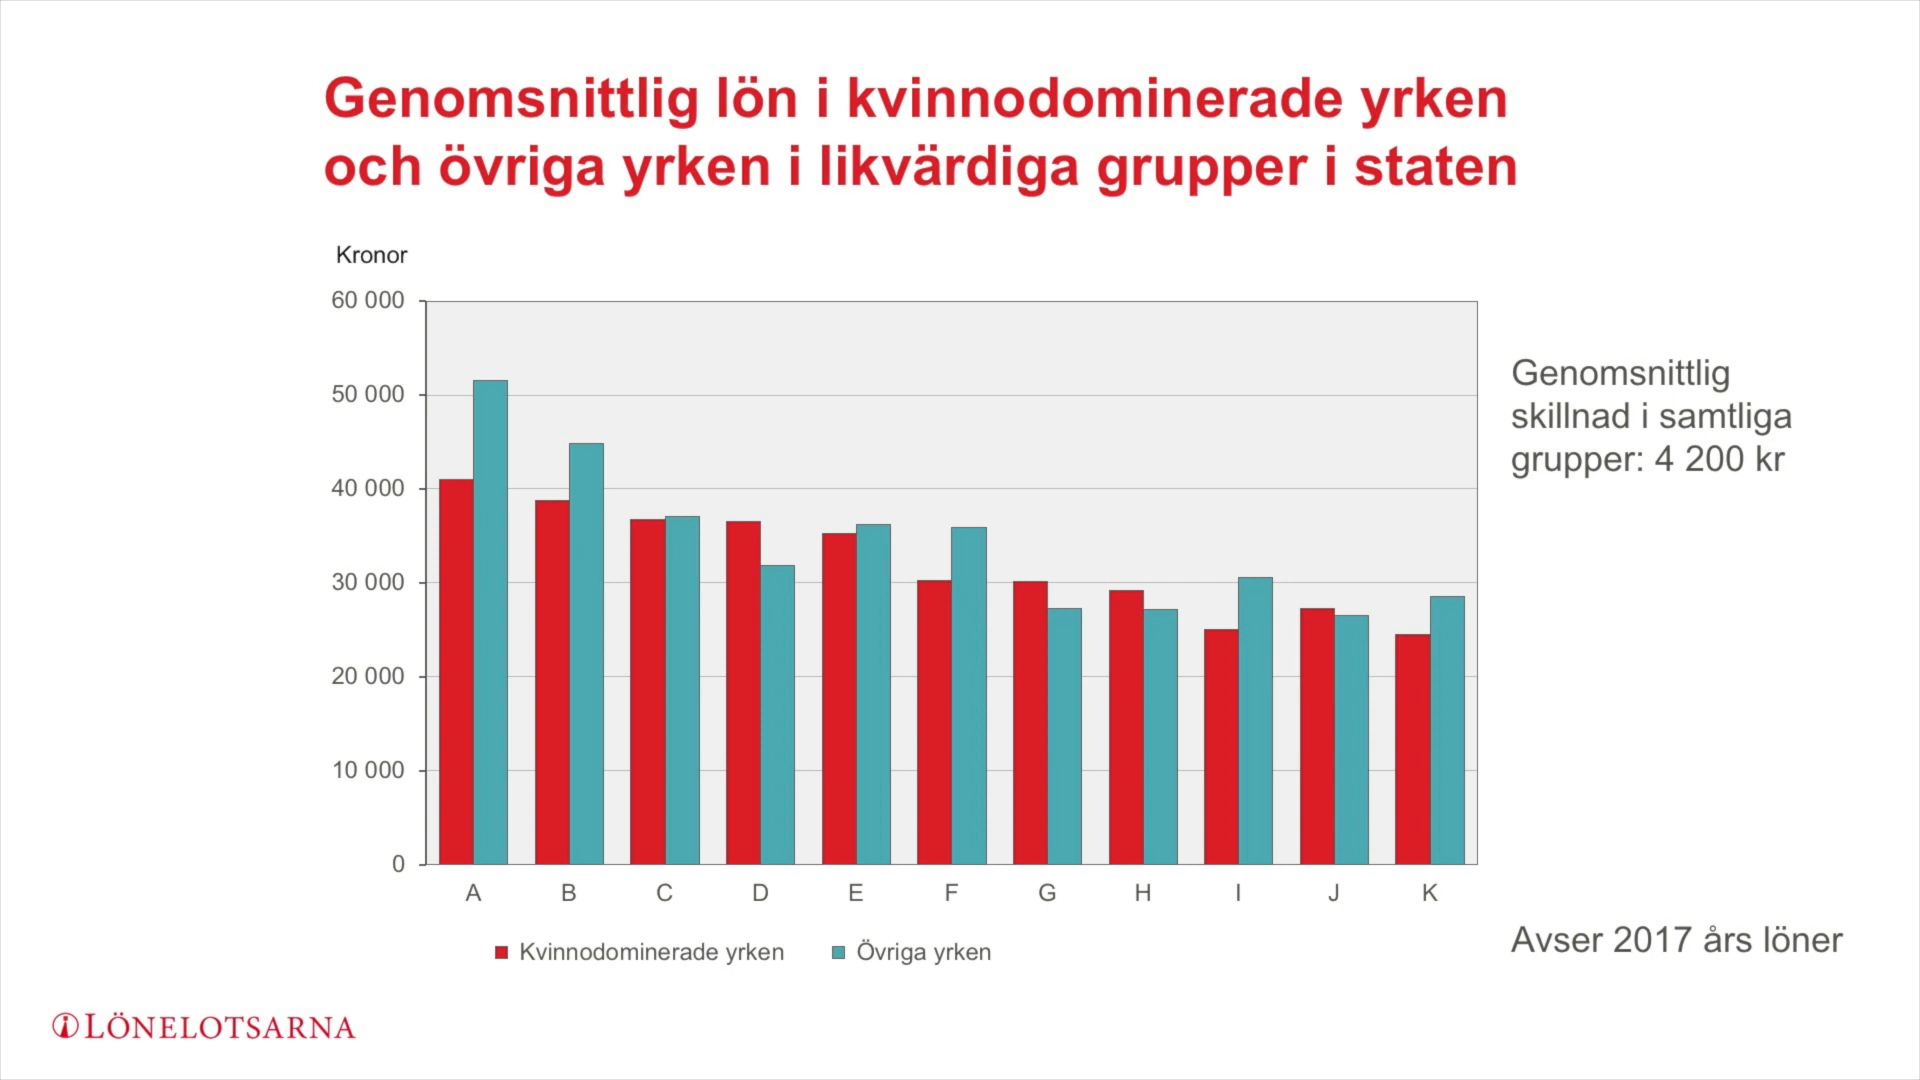 Genomsnittlig lön i kvinnodominerade yrken
och övriga yrken i likvärdiga grupper i staten
Kronor
60 000
50 000
40 000
30 000
20 000
10 000
0
A B C D E F G H I J K
Kvinnodominerade yrken Övriga yrken
Genomsnittlig
skillnad i samtliga
grupper: 4 200 kr
Avser 2017 års löner
LÖNELOTSARNA